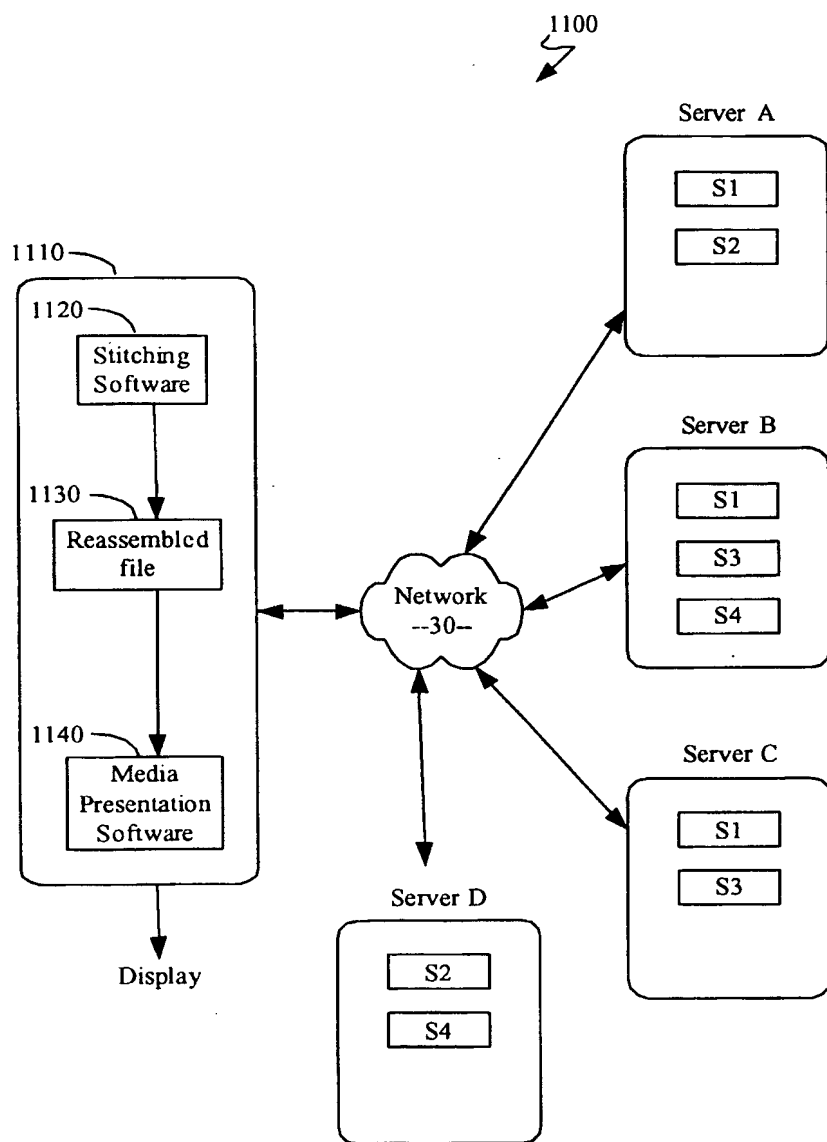 1100
Server A
S1
S2
1110
1120
Stitching
Software
1130
Reassembled
file
1140
Media
Presentation
Software
Display
Network
--30--
Server B
S1
S3
S4
Server C
S1
S3
Server D
S2
S4